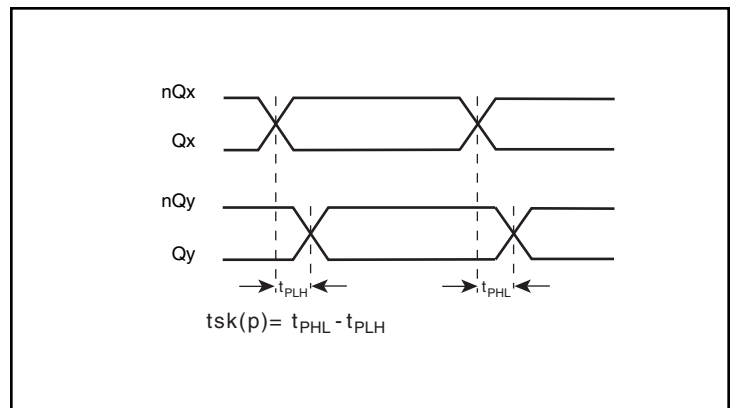 nQx
Qx
nQy
Qy
tPLH tPHL
tsk(p)= tPHL - tPLH